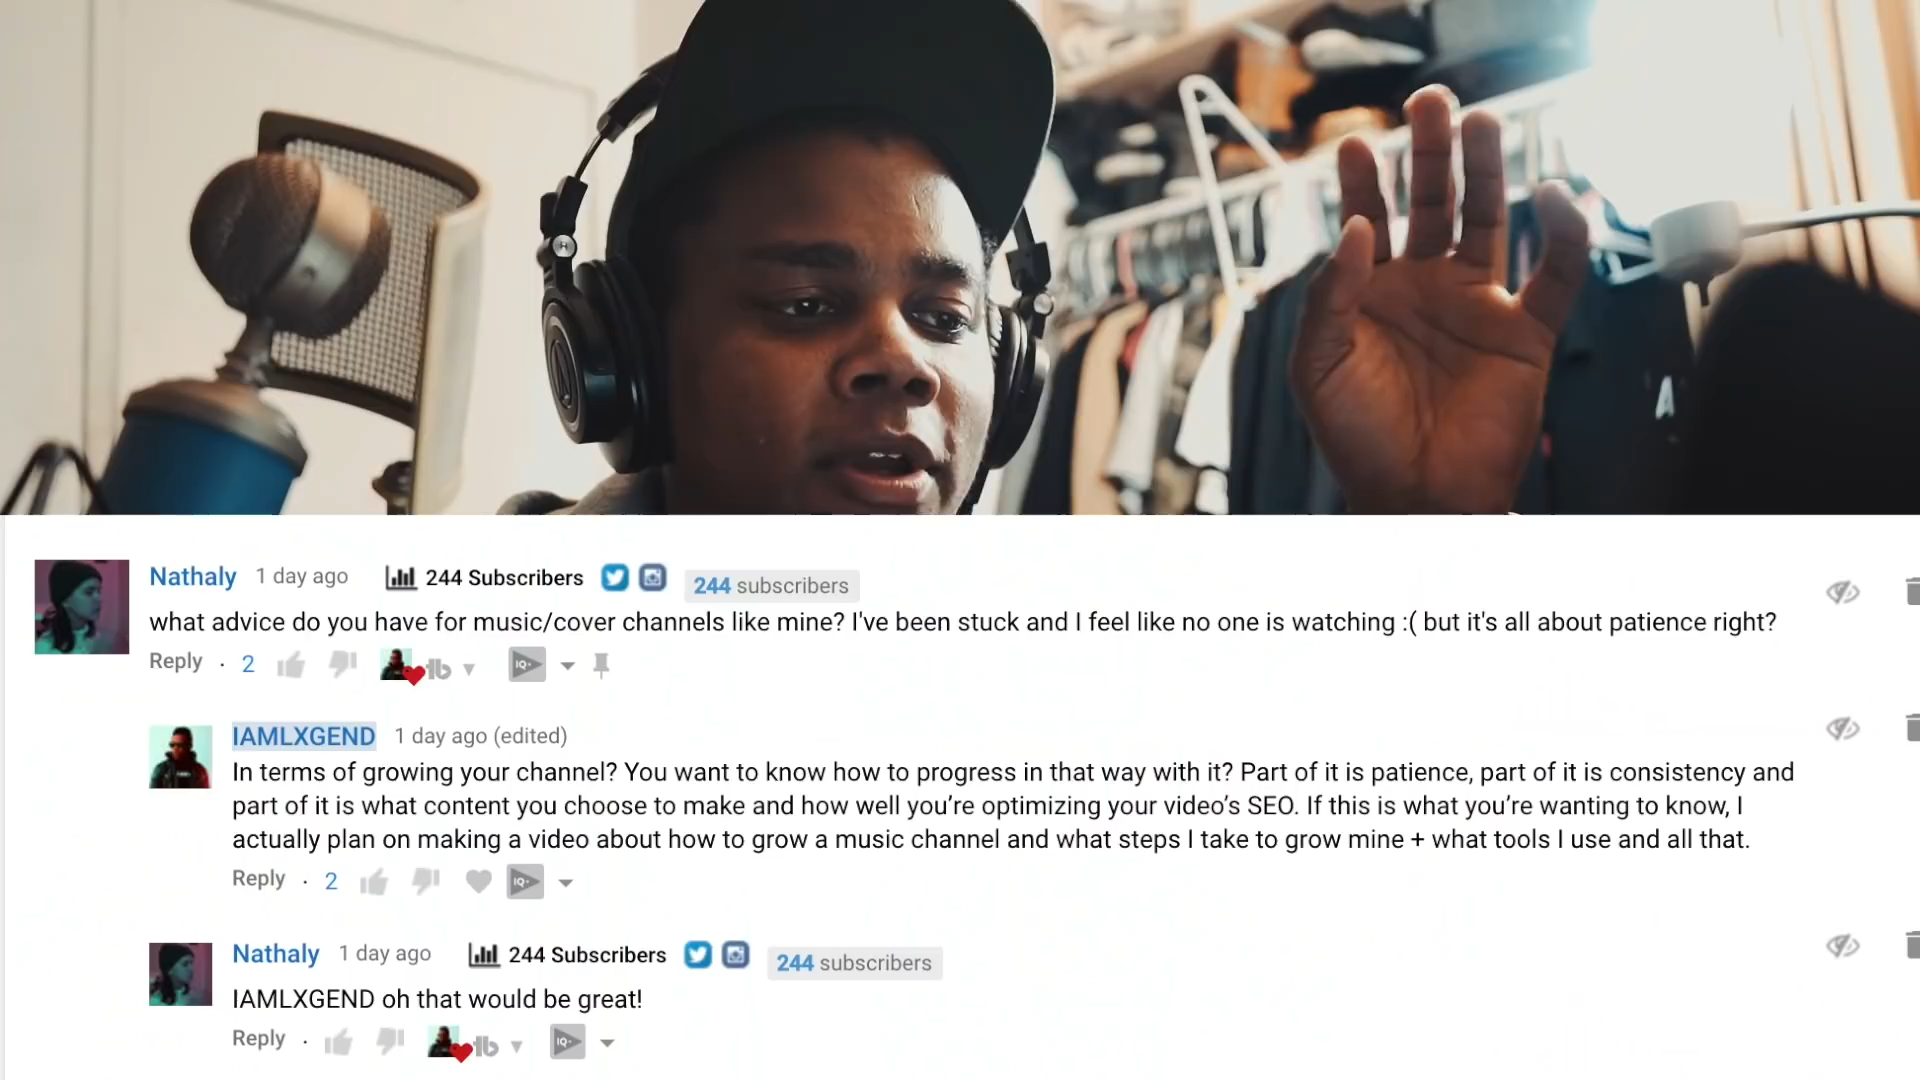 A
Nathaly 1 day ago 244 Subscribers 244 subscribers
what advice do you have for music/cover channels like mine? I've been stuck and I feel like no one is watching :( but it's all about patience right?
Reply · 2 tb IQ+
IAMLXGEND 1 day ago (edited)
In terms of growing your channel? You want to know how to progress in that way with it? Part of it is patience, part of it is consistency and
part of it is what content you choose to make and how well you’re optimizing your video’s SEO. If this is what you’re wanting to know, I
actually plan on making a video about how to grow a music channel and what steps I take to grow mine + what tools I use and all that.
Reply · 2 IQ+
Nathaly 1 day ago 244 Subscribers 244 subscribers
IAMLXGEND oh that would be great!
Reply · tb IQ+